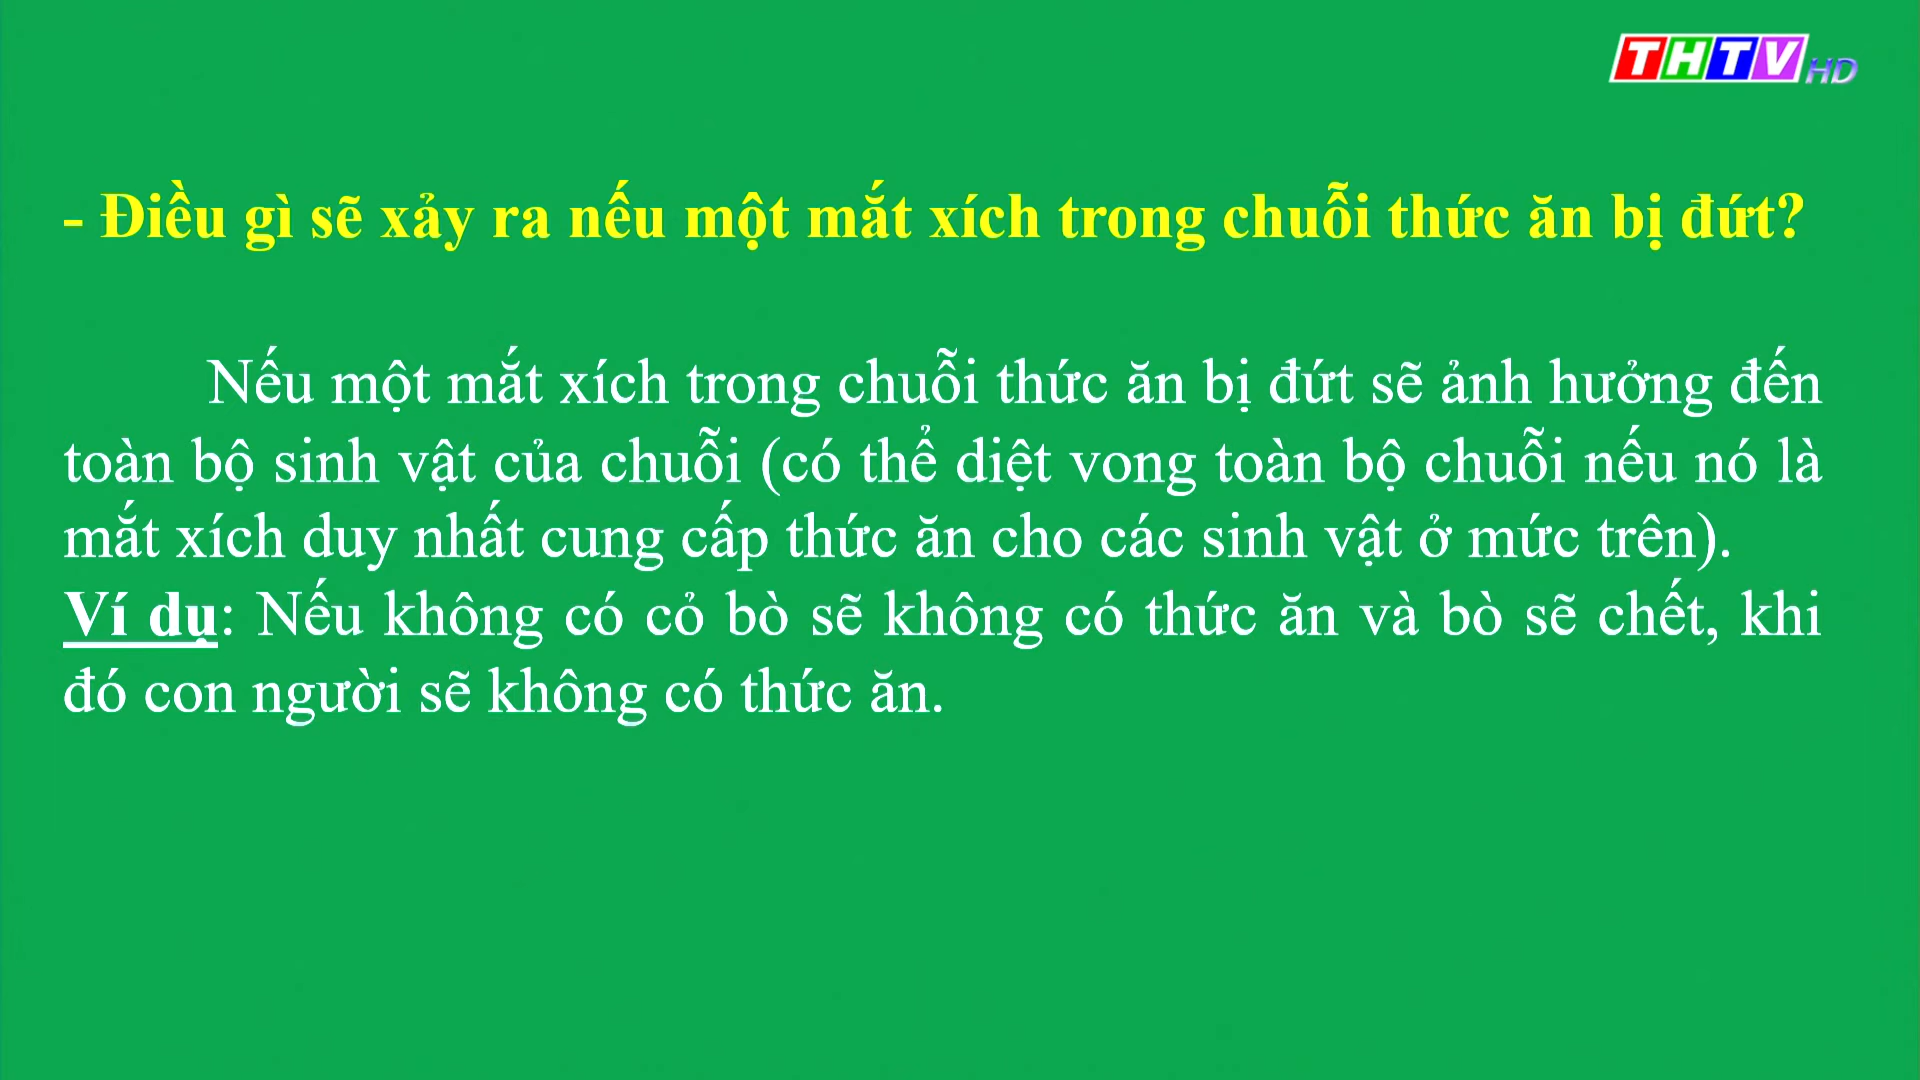 THTV HD
- Điều gì sẽ xảy ra nếu một mắt xích trong chuỗi thức ăn bị đứt?
Nếu một mắt xích trong chuỗi thức ăn bị đứt sẽ ảnh hưởng đến
toàn bộ sinh vật của chuỗi (có thể diệt vong toàn bộ chuỗi nếu nó là
mắt xích duy nhất cung cấp thức ăn cho các sinh vật ở mức trên).
Ví dụ: Nếu không có cỏ bò sẽ không có thức ăn và bò sẽ chết, khi
đó con người sẽ không có thức ăn.